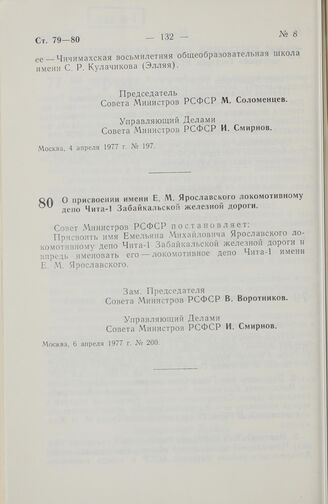 Ст. 79—80 — 132 — № 8
ее — Чичимахская восьмилетняя общеобразовательная школа
имени С. Р. Кулачикова (Элляя).
Председатель
Совета Министров РСФСР М. Соломенцев.
Управляющий Делами
Совета Министров РСФСР И. Смирнов.
Москва, 4 апреля 1977 г. № 197.
80 О присвоении имени Е. М. Ярославского локомотивному
депо Чита-1 Забайкальской железной дороги.
Совет Министров РСФСР постановляет:
Присвоить имя Емельяна Михайловича Ярославского ло-
комотивному депо Чита-1 Забайкальской железной дороги и
впредь именовать его — локомотивное депо Чита-1 имени
Е. М. Ярославского.
Зам. Председателя
Совета Министров РСФСР В. Воротников.
Управляющий Делами
Совета Министров РСФСР И. Смирнов.
Москва, 6 апреля 1977 г. № 200.